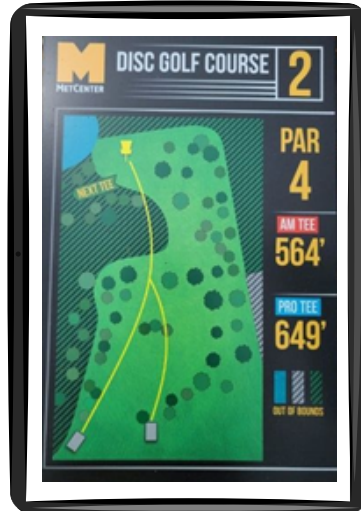 M
METCENTER
DISC GOLF COURSE
2
NEXT TEE
PAR
4
AM TEE
564'
PRO TEE
649'
OUT OF BOUNDS